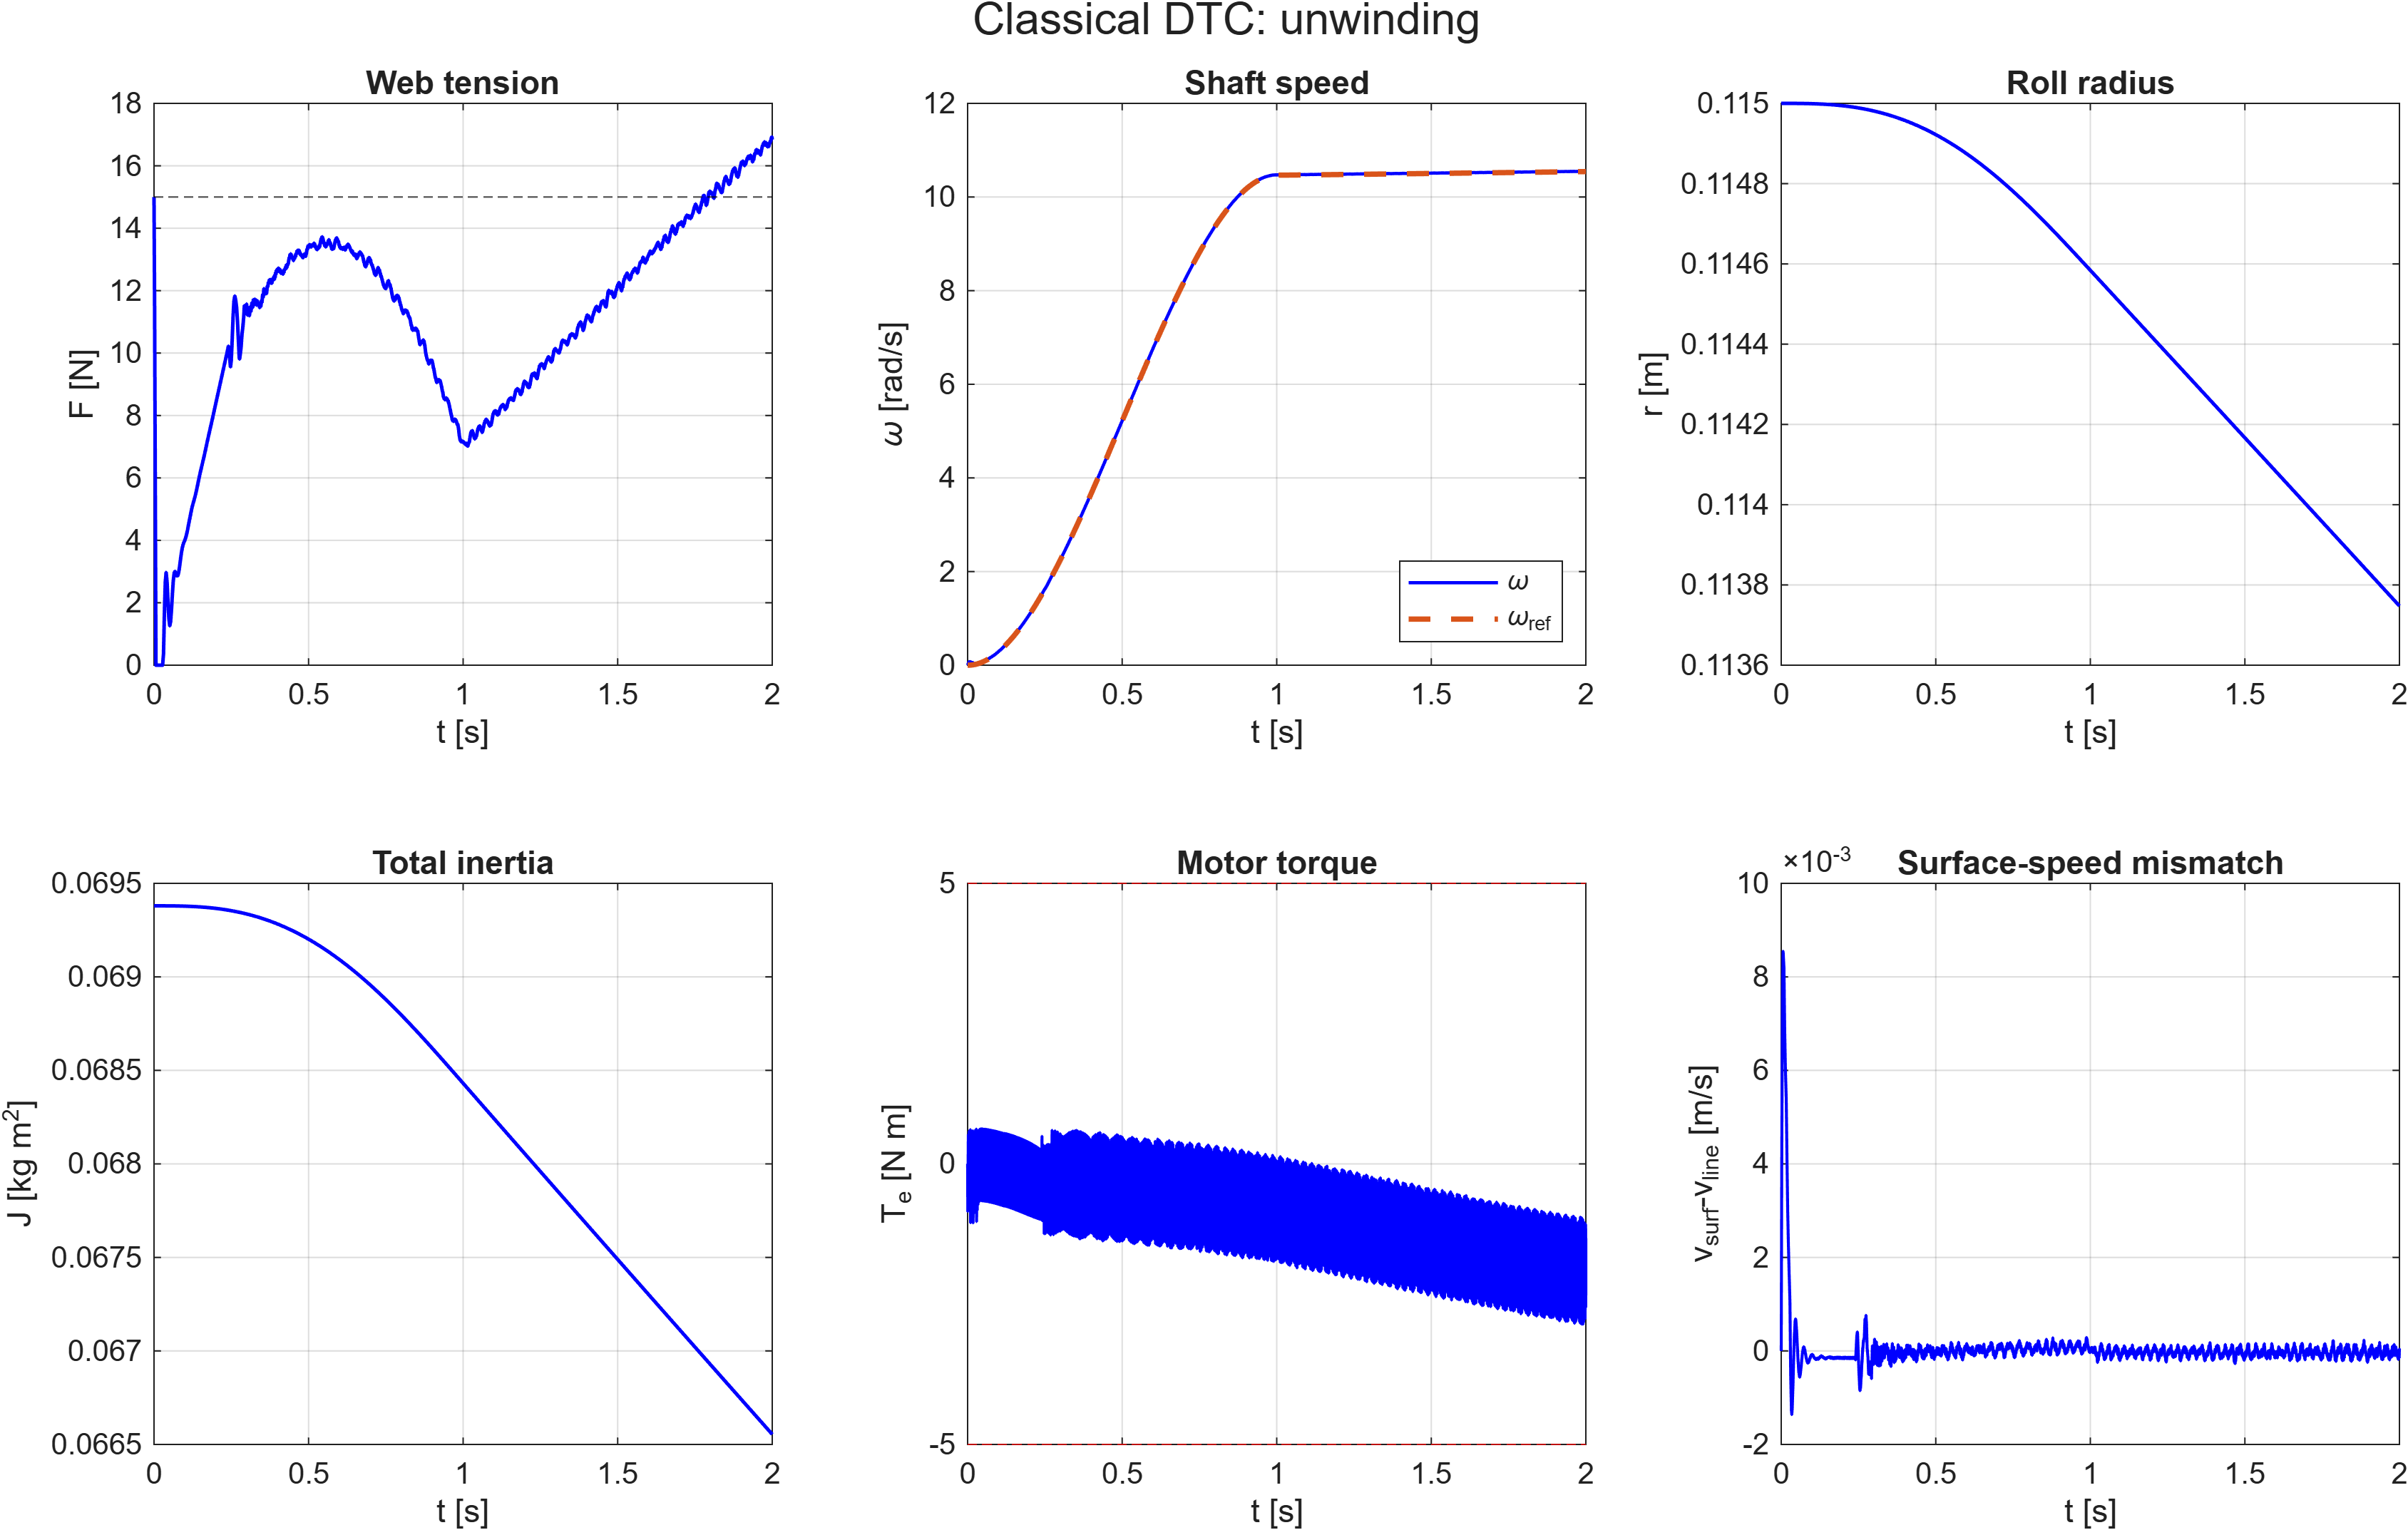 Classical DTC: unwinding
Web tension
F [N]
18
16
14
12
10
8
6
4
2
0
0 0.5 1 1.5 2
t [s]
Shaft speed
ω [rad/s]
12
10
8
6
4
2
0
ω
ω_ref
0 0.5 1 1.5 2
t [s]
Roll radius
r [m]
0.115
0.1148
0.1146
0.1144
0.1142
0.114
0.1138
0.1136
0 0.5 1 1.5 2
t [s]
Total inertia
J [kg m²]
0.0695
0.069
0.0685
0.068
0.0675
0.067
0.0665
0 0.5 1 1.5 2
t [s]
Motor torque
T_e [N m]
5
0
-5
0 0.5 1 1.5 2
t [s]
×10⁻³
Surface-speed mismatch
v_surf-v_line [m/s]
10
8
6
4
2
0
-2
0 0.5 1 1.5 2
t [s]